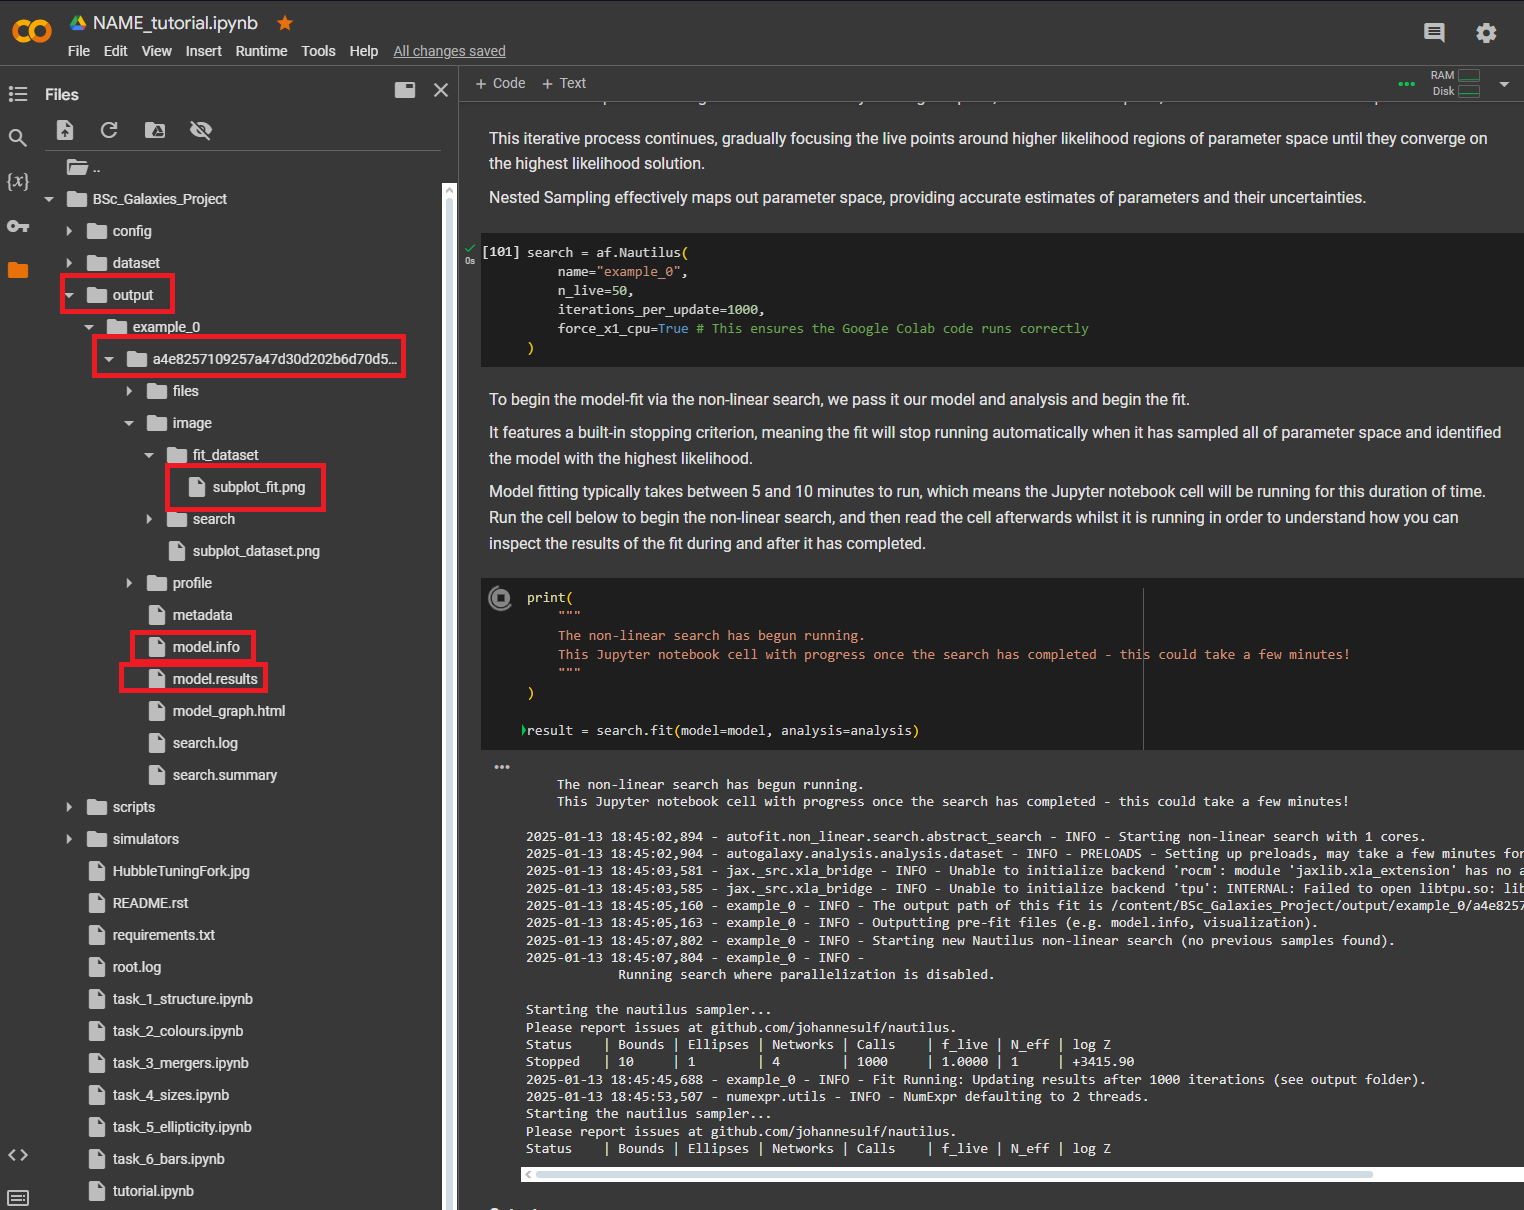 NAME_tutorial.ipynb
File Edit View Insert Runtime Tools Help All changes saved
Files
..
BSc_Galaxies_Project
config
dataset
output
example_0
a4e8257109257a47d30d202b6d70d5...
files
image
fit_dataset
subplot_fit.png
search
subplot_dataset.png
profile
metadata
model.info
model.results
model_graph.html
search.log
search.summary
scripts
simulators
HubbleTuningFork.jpg
README.rst
requirements.txt
root.log
task_1_structure.ipynb
task_2_colours.ipynb
task_3_mergers.ipynb
task_4_sizes.ipynb
task_5_ellipticity.ipynb
task_6_bars.ipynb
tutorial.ipynb
+ Code + Text
RAM
Disk
This iterative process continues, gradually focusing the live points around higher likelihood regions of parameter space until they converge on
the highest likelihood solution.
Nested Sampling effectively maps out parameter space, providing accurate estimates of parameters and their uncertainties.
0s
[101] search = af.Nautilus(
name="example_0",
n_live=50,
iterations_per_update=1000,
force_x1_cpu=True # This ensures the Google Colab code runs correctly
)
To begin the model-fit via the non-linear search, we pass it our model and analysis and begin the fit.
It features a built-in stopping criterion, meaning the fit will stop running automatically when it has sampled all of parameter space and identified
the model with the highest likelihood.
Model fitting typically takes between 5 and 10 minutes to run, which means the Jupyter notebook cell will be running for this duration of time.
Run the cell below to begin the non-linear search, and then read the cell afterwards whilst it is running in order to understand how you can
inspect the results of the fit during and after it has completed.
print(
"""
The non-linear search has begun running.
This Jupyter notebook cell with progress once the search has completed - this could take a few minutes!
"""
)
result = search.fit(model=model, analysis=analysis)
The non-linear search has begun running.
This Jupyter notebook cell with progress once the search has completed - this could take a few minutes!
2025-01-13 18:45:02,894 - autofit.non_linear.search.abstract_search - INFO - Starting non-linear search with 1 cores.
2025-01-13 18:45:02,904 - autogalaxy.analysis.analysis.dataset - INFO - PRELOADS - Setting up preloads, may take a few minutes for
2025-01-13 18:45:03,581 - jax._src.xla_bridge - INFO - Unable to initialize backend 'rocm': module 'jaxlib.xla_extension' has no a
2025-01-13 18:45:03,585 - jax._src.xla_bridge - INFO - Unable to initialize backend 'tpu': INTERNAL: Failed to open libtpu.so: lib
2025-01-13 18:45:05,160 - example_0 - INFO - The output path of this fit is /content/BSc_Galaxies_Project/output/example_0/a4e8257
2025-01-13 18:45:05,163 - example_0 - INFO - Outputting pre-fit files (e.g. model.info, visualization).
2025-01-13 18:45:07,802 - example_0 - INFO - Starting new Nautilus non-linear search (no previous samples found).
2025-01-13 18:45:07,804 - example_0 - INFO -
Running search where parallelization is disabled.
Starting the nautilus sampler...
Please report issues at github.com/johannesulf/nautilus.
Status | Bounds | Ellipses | Networks | Calls | f_live | N_eff | log Z
Stopped | 10 | 1 | 4 | 1000 | 1.0000 | 1 | +3415.90
2025-01-13 18:45:45,688 - example_0 - INFO - Fit Running: Updating results after 1000 iterations (see output folder).
2025-01-13 18:45:53,507 - numexpr.utils - INFO - NumExpr defaulting to 2 threads.
Starting the nautilus sampler...
Please report issues at github.com/johannesulf/nautilus.
Status | Bounds | Ellipses | Networks | Calls | f_live | N_eff | log Z